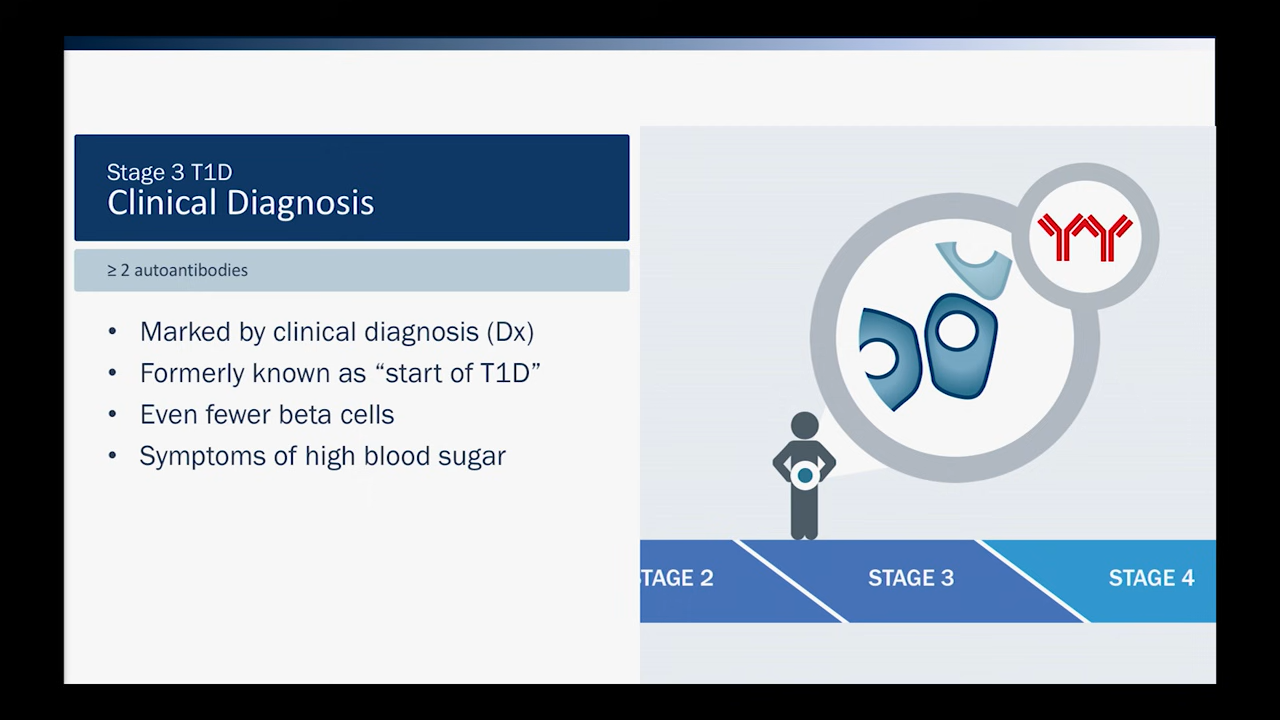 Stage 3 T1D
Clinical Diagnosis
≥ 2 autoantibodies
• Marked by clinical diagnosis (Dx)
• Formerly known as “start of T1D”
• Even fewer beta cells
• Symptoms of high blood sugar
TAGE 2
STAGE 3
STAGE 4